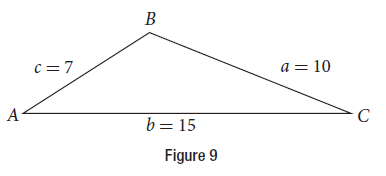 B
c = 7
a = 10
A
C
b = 15
Figure 9